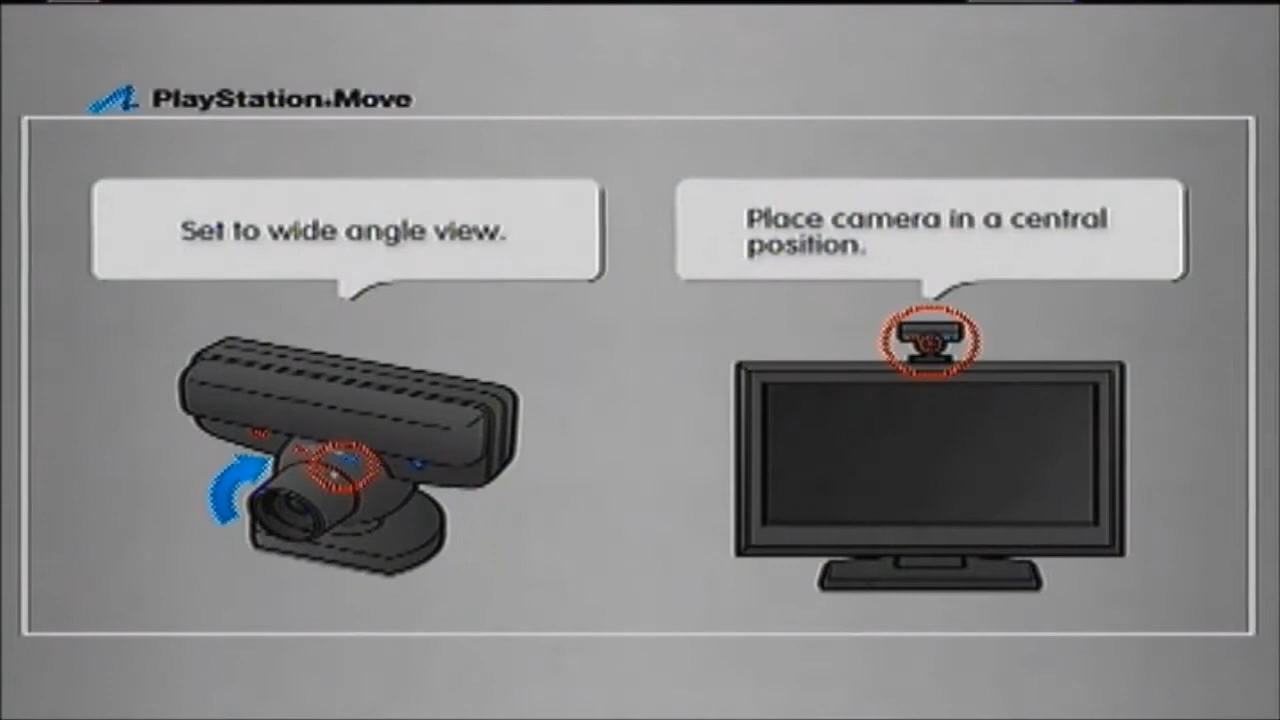 PlayStation.Move
Set to wide angle view.
Place camera in a central
position.